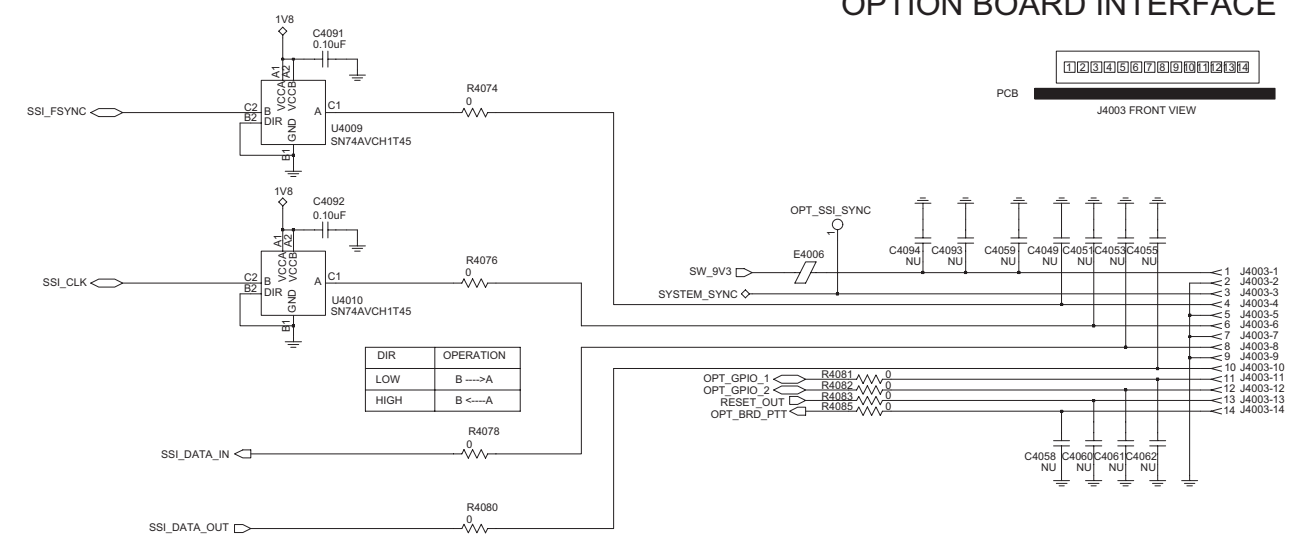 OPTION BOARD INTERFACE
1 2 3 4 5 6 7 8 9 10 11 12 13 14
PCB
J4003 FRONT VIEW
1V8
C4091
0.10uF
A1
A2
VCCA
VCCB
SSI_FSYNC
C2
B
B2
DIR
GND
B1
A
C1
U4009
SN74AVCH1T45
R4074
0
1V8
C4092
0.10uF
A1
A2
VCCA
VCCB
SSI_CLK
C2
B
B2
DIR
GND
B1
A
C1
U4010
SN74AVCH1T45
R4076
0
DIR OPERATION
LOW B ---->A
HIGH B <----A
R4078
0
SSI_DATA_IN
R4080
0
SSI_DATA_OUT
OPT_SSI_SYNC
1
E4006
SW_9V3
SYSTEM_SYNC
C4094 C4093 C4059 C4049 C4051 C4053 C4055
NU NU NU NU NU NU NU
1 J4003-1
2 J4003-2
3 J4003-3
4 J4003-4
5 J4003-5
6 J4003-6
7 J4003-7
8 J4003-8
9 J4003-9
10 J4003-10
11 J4003-11
12 J4003-12
13 J4003-13
14 J4003-14
OPT_GPIO_1 R4081 0
OPT_GPIO_2 R4082 0
RESET_OUT R4083 0
OPT_BRD_PTT R4085 0
C4058 C4060 C4061 C4062
NU NU NU NU